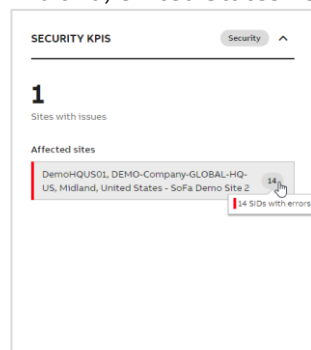 SECURITY KPIS
Security
1
Sites with issues
Affected sites
DemoHQUS01, DEMO-Company-GLOBAL-HQ-
US, Midland, United States - SoFa Demo Site 2
14
14 SIDs with errors